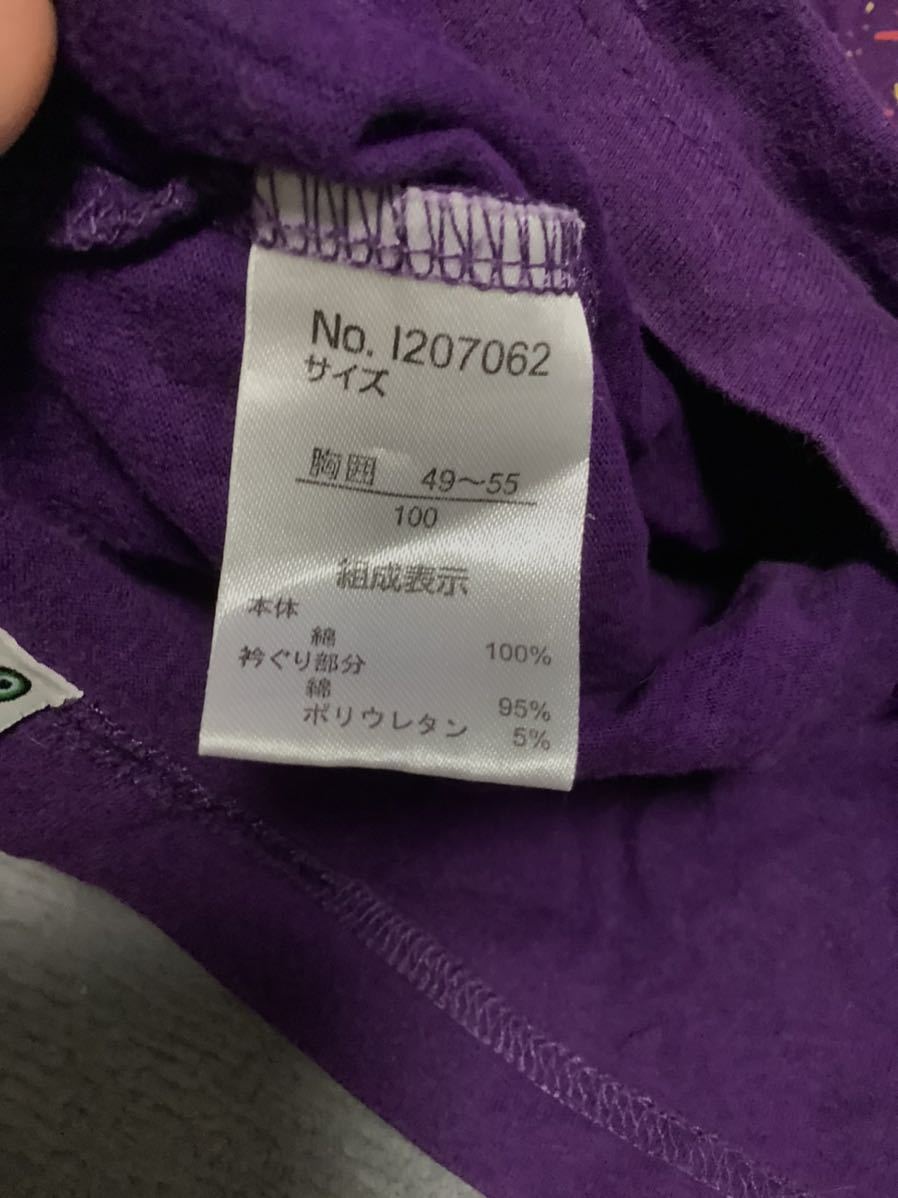 No. I207062
サイズ
胸囲 49～55
100
組成表示
本体
綿 100%
衿ぐり部分
綿 95%
ポリウレタン 5%